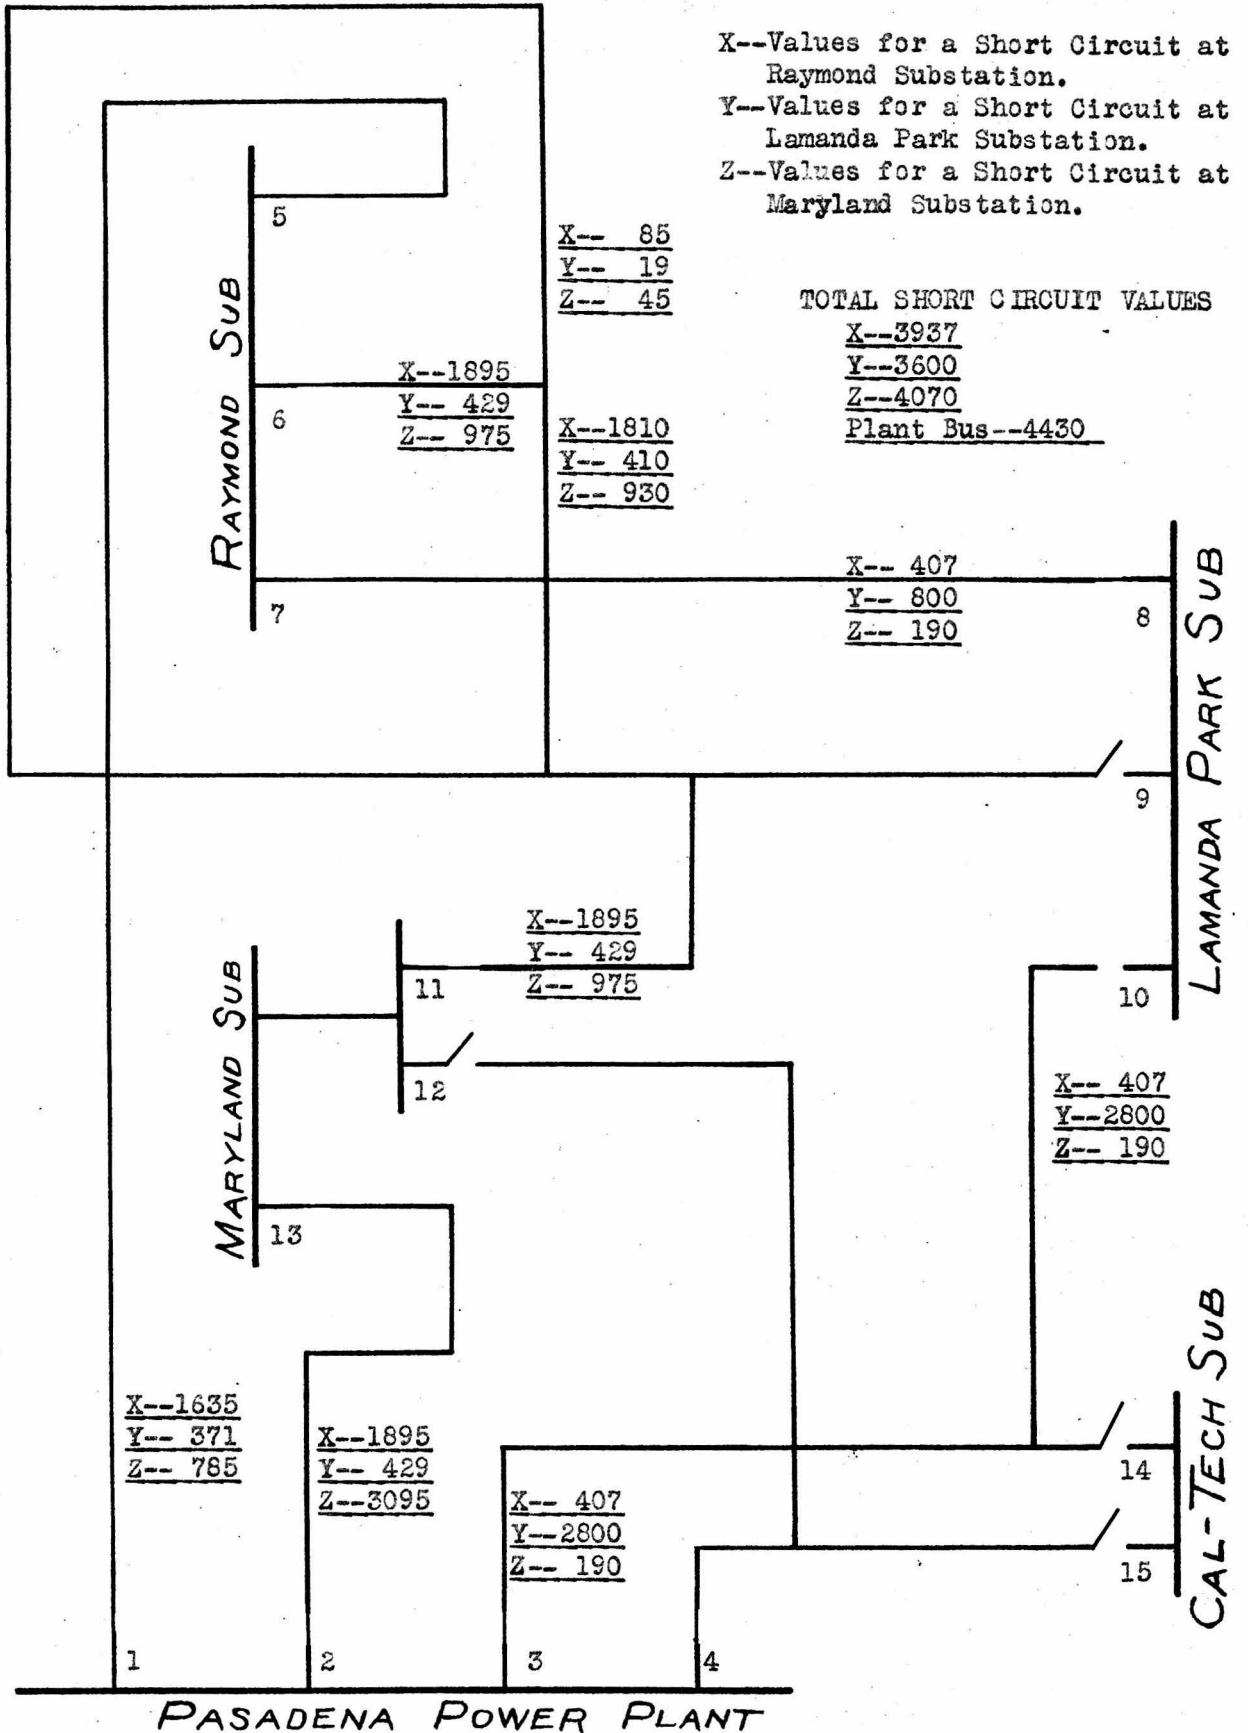 X--Values for a Short Circuit at
Raymond Substation.
Y--Values for a Short Circuit at
Lamanda Park Substation.
Z--Values for a Short Circuit at
Maryland Substation.
TOTAL SHORT CIRCUIT VALUES
X--3937
Y--3600
Z--4070
Plant Bus--4430
5
RAYMOND SUB
X-- 85
Y-- 19
Z-- 45
X--1895
Y-- 429
Z-- 975
6
X--1810
Y-- 410
Z-- 930
7
X-- 407
Y-- 800
Z-- 190
8
LAMANDA PARK SUB
9
X--1895
Y-- 429
Z-- 975
11
10
MARYLAND SUB
12
X-- 407
Y--2800
Z-- 190
13
CAL-TECH SUB
X--1635
Y-- 371
Z-- 785
X--1895
Y-- 429
Z--3095
X-- 407
Y--2800
Z-- 190
14
15
1
2
3
4
PASADENA POWER PLANT